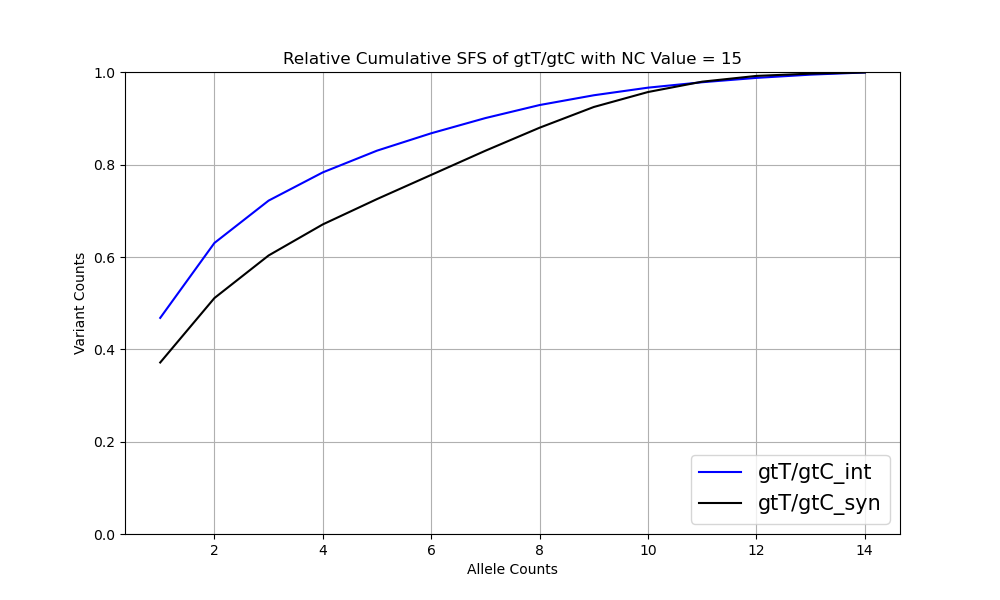 Relative Cumulative SFS of gtT/gtC with NC Value = 15
Variant Counts
1.0
0.8
0.6
0.4
0.2
0.0
2 4 6 8 10 12 14
Allele Counts
gtT/gtC_int
gtT/gtC_syn